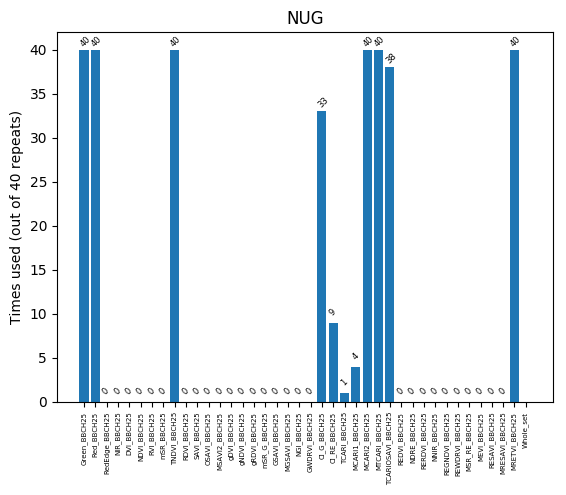 NUG
Times used (out of 40 repeats)
40
35
30
25
20
15
10
5
0
40
40
0
0
0
0
0
0
40
0
0
0
0
0
0
0
0
0
0
0
0
33
9
1
4
40
40
38
0
0
0
0
0
0
0
0
0
0
40
Green_BBCH25
Red_BBCH25
RedEdge_BBCH25
NIR_BBCH25
DVI_BBCH25
NDVI_BBCH25
RVI_BBCH25
mSR_BBCH25
TNDVI_BBCH25
RDVI_BBCH25
SAVI_BBCH25
OSAVI_BBCH25
MSAVI2_BBCH25
gDVI_BBCH25
gNDVI_BBCH25
gRDVI_BBCH25
mSR_G_BBCH25
GSAVI_BBCH25
MGSAVI_BBCH25
NGI_BBCH25
GWDRVI_BBCH25
CI_G_BBCH25
CI_RE_BBCH25
TCARI_BBCH25
MCARI1_BBCH25
MCARI2_BBCH25
MTCARI_BBCH25
TCARIOSAVI_BBCH25
REDVI_BBCH25
NDRE_BBCH25
RERDVI_BBCH25
NNIR_BBCH25
REGNDVI_BBCH25
REWDRVI_BBCH25
MSR_RE_BBCH25
MEVI_BBCH25
RESAVI_BBCH25
MRESAVI_BBCH25
MRETVI_BBCH25
Whole_set